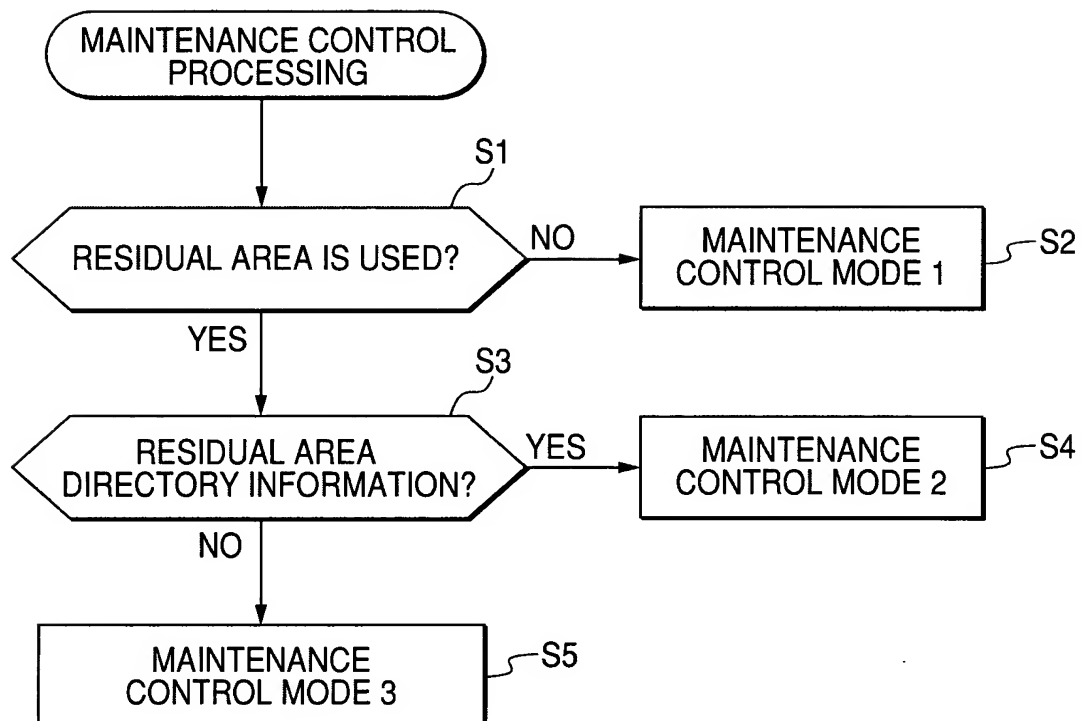 MAINTENANCE CONTROL
PROCESSING
S1
RESIDUAL AREA IS USED?
NO
MAINTENANCE
CONTROL MODE 1
S2
YES
S3
RESIDUAL AREA
DIRECTORY INFORMATION?
YES
MAINTENANCE
CONTROL MODE 2
S4
NO
MAINTENANCE
CONTROL MODE 3
S5